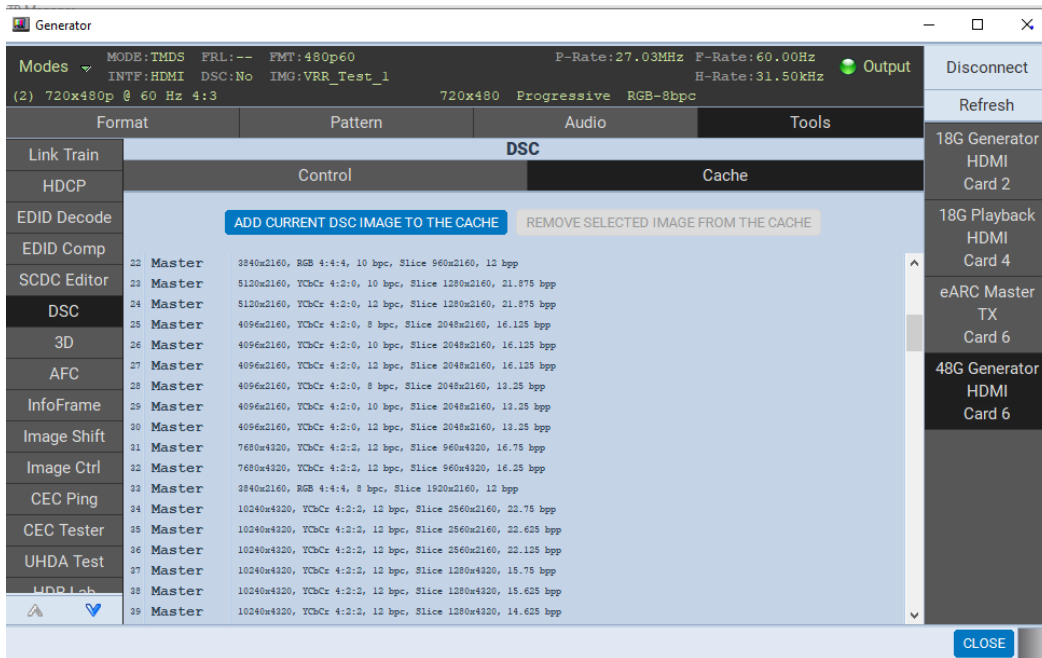 Generator
Modes MODE:TMDS FRL:-- FMT:480p60 P-Rate:27.03MHz F-Rate:60.00Hz Output
INTF:HDMI DSC:No IMG:VRR_Test_1 H-Rate:31.50kHz
(2) 720x480p @ 60 Hz 4:3 720x480 Progressive RGB-8bpc
Disconnect
Refresh
Format Pattern Audio Tools
DSC
Control Cache
ADD CURRENT DSC IMAGE TO THE CACHE REMOVE SELECTED IMAGE FROM THE CACHE
Link Train
HDCP
EDID Decode
EDID Comp
SCDC Editor
DSC
3D
AFC
InfoFrame
Image Shift
Image Ctrl
CEC Ping
CEC Tester
UHDA Test
HDR Lab
22 Master 3840x2160, RGB 4:4:4, 10 bpc, Slice 960x2160, 12 bpp
23 Master 5120x2160, YCbCr 4:2:0, 10 bpc, Slice 1280x2160, 21.875 bpp
24 Master 5120x2160, YCbCr 4:2:0, 12 bpc, Slice 1280x2160, 21.875 bpp
25 Master 4096x2160, YCbCr 4:2:0, 8 bpc, Slice 2048x2160, 16.125 bpp
26 Master 4096x2160, YCbCr 4:2:0, 10 bpc, Slice 2048x2160, 16.125 bpp
27 Master 4096x2160, YCbCr 4:2:0, 12 bpc, Slice 2048x2160, 16.125 bpp
28 Master 4096x2160, YCbCr 4:2:0, 8 bpc, Slice 2048x2160, 13.25 bpp
29 Master 4096x2160, YCbCr 4:2:0, 10 bpc, Slice 2048x2160, 13.25 bpp
30 Master 4096x2160, YCbCr 4:2:0, 12 bpc, Slice 2048x2160, 13.25 bpp
31 Master 7680x4320, YCbCr 4:2:2, 12 bpc, Slice 960x4320, 16.75 bpp
32 Master 7680x4320, YCbCr 4:2:2, 12 bpc, Slice 960x4320, 16.25 bpp
33 Master 3840x2160, RGB 4:4:4, 8 bpc, Slice 1920x2160, 12 bpp
34 Master 10240x4320, YCbCr 4:2:2, 12 bpc, Slice 2560x2160, 22.75 bpp
35 Master 10240x4320, YCbCr 4:2:2, 12 bpc, Slice 2560x2160, 22.625 bpp
36 Master 10240x4320, YCbCr 4:2:2, 12 bpc, Slice 2560x2160, 22.125 bpp
37 Master 10240x4320, YCbCr 4:2:2, 12 bpc, Slice 1280x4320, 15.75 bpp
38 Master 10240x4320, YCbCr 4:2:2, 12 bpc, Slice 1280x4320, 15.625 bpp
39 Master 10240x4320, YCbCr 4:2:2, 12 bpc, Slice 1280x4320, 14.625 bpp
18G Generator
HDMI
Card 2
18G Playback
HDMI
Card 4
eARC Master
TX
Card 6
48G Generator
HDMI
Card 6
CLOSE